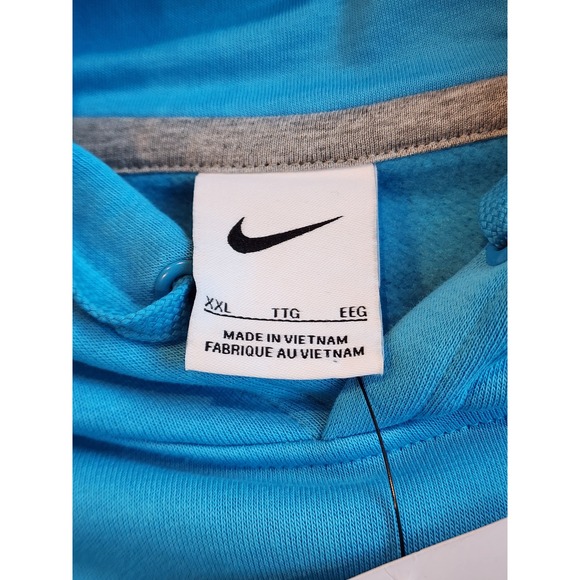 XXL TTG EEG
MADE IN VIETNAM
FABRIQUE AU VIETNAM